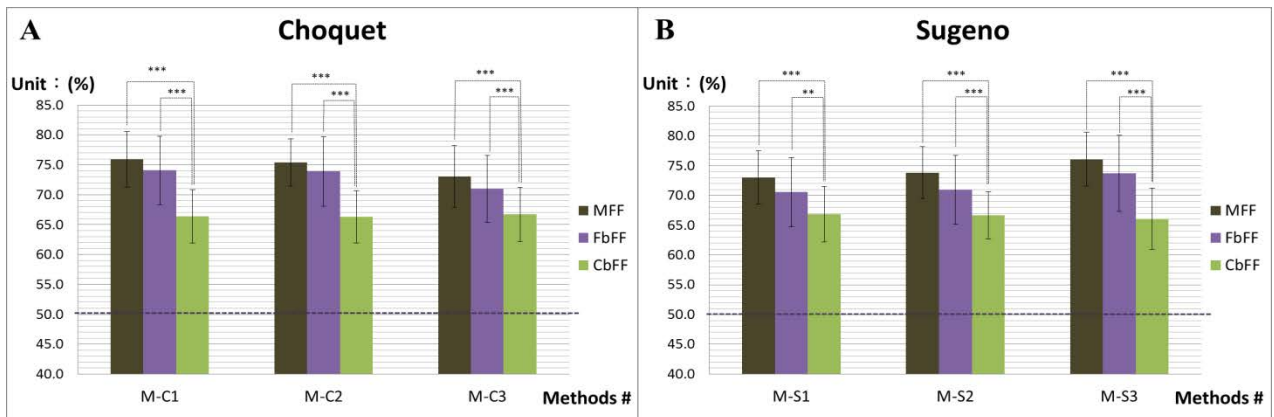 A
Choquet
Unit：(%)
*** *** ***
*** *** ***
85.0
80.0
75.0
70.0
65.0
60.0
55.0
50.0
45.0
40.0
M-C1 M-C2 M-C3 Methods #
MFF
FbFF
CbFF
B
Sugeno
Unit：(%)
*** *** ***
** *** ***
85.0
80.0
75.0
70.0
65.0
60.0
55.0
50.0
45.0
40.0
M-S1 M-S2 M-S3 Methods #
MFF
FbFF
CbFF